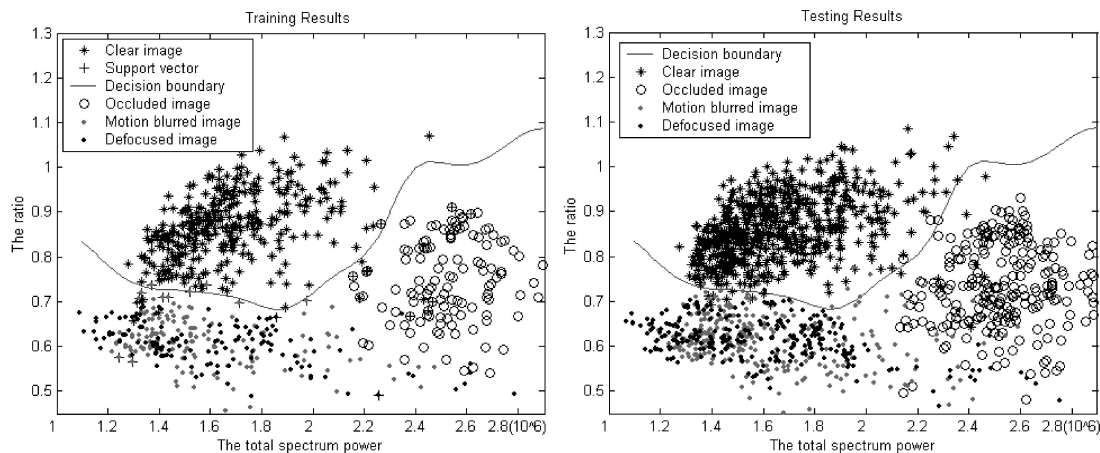 Training Results
1.3
1.2
1.1
1
0.9
0.8
0.7
0.6
0.5
The ratio
Clear image
Support vector
Decision boundary
Occluded image
Motion blurred image
Defocused image
1 1.2 1.4 1.6 1.8 2 2.2 2.4 2.6 2.8(10^6)
The total spectrum power
Testing Results
1.3
1.2
1.1
1
0.9
0.8
0.7
0.6
0.5
The ratio
Decision boundary
Clear image
Occluded image
Motion blurred image
Defocused image
1 1.2 1.4 1.6 1.8 2 2.2 2.4 2.6 2.8(10^6)
The total spectrum power